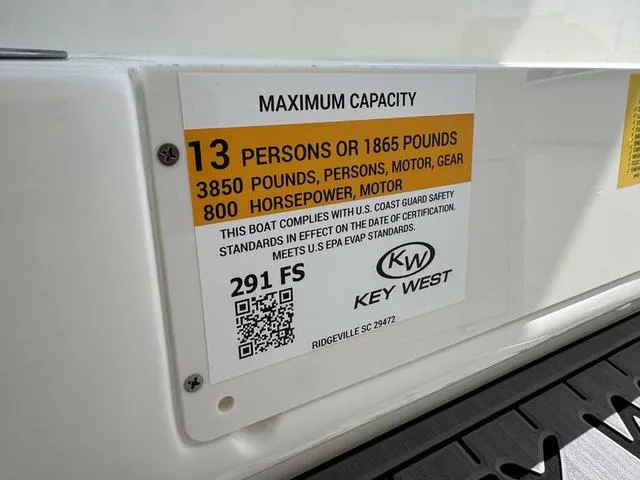 MAXIMUM CAPACITY
13 PERSONS OR 1865 POUNDS
3850 POUNDS, PERSONS, MOTOR, GEAR
800 HORSEPOWER, MOTOR
THIS BOAT COMPLIES WITH U.S. COAST GUARD SAFETY
STANDARDS IN EFFECT ON THE DATE OF CERTIFICATION.
MEETS U.S EPA EVAP STANDARDS.
291 FS
KW
KEY WEST
RIDGEVILLE SC 29472